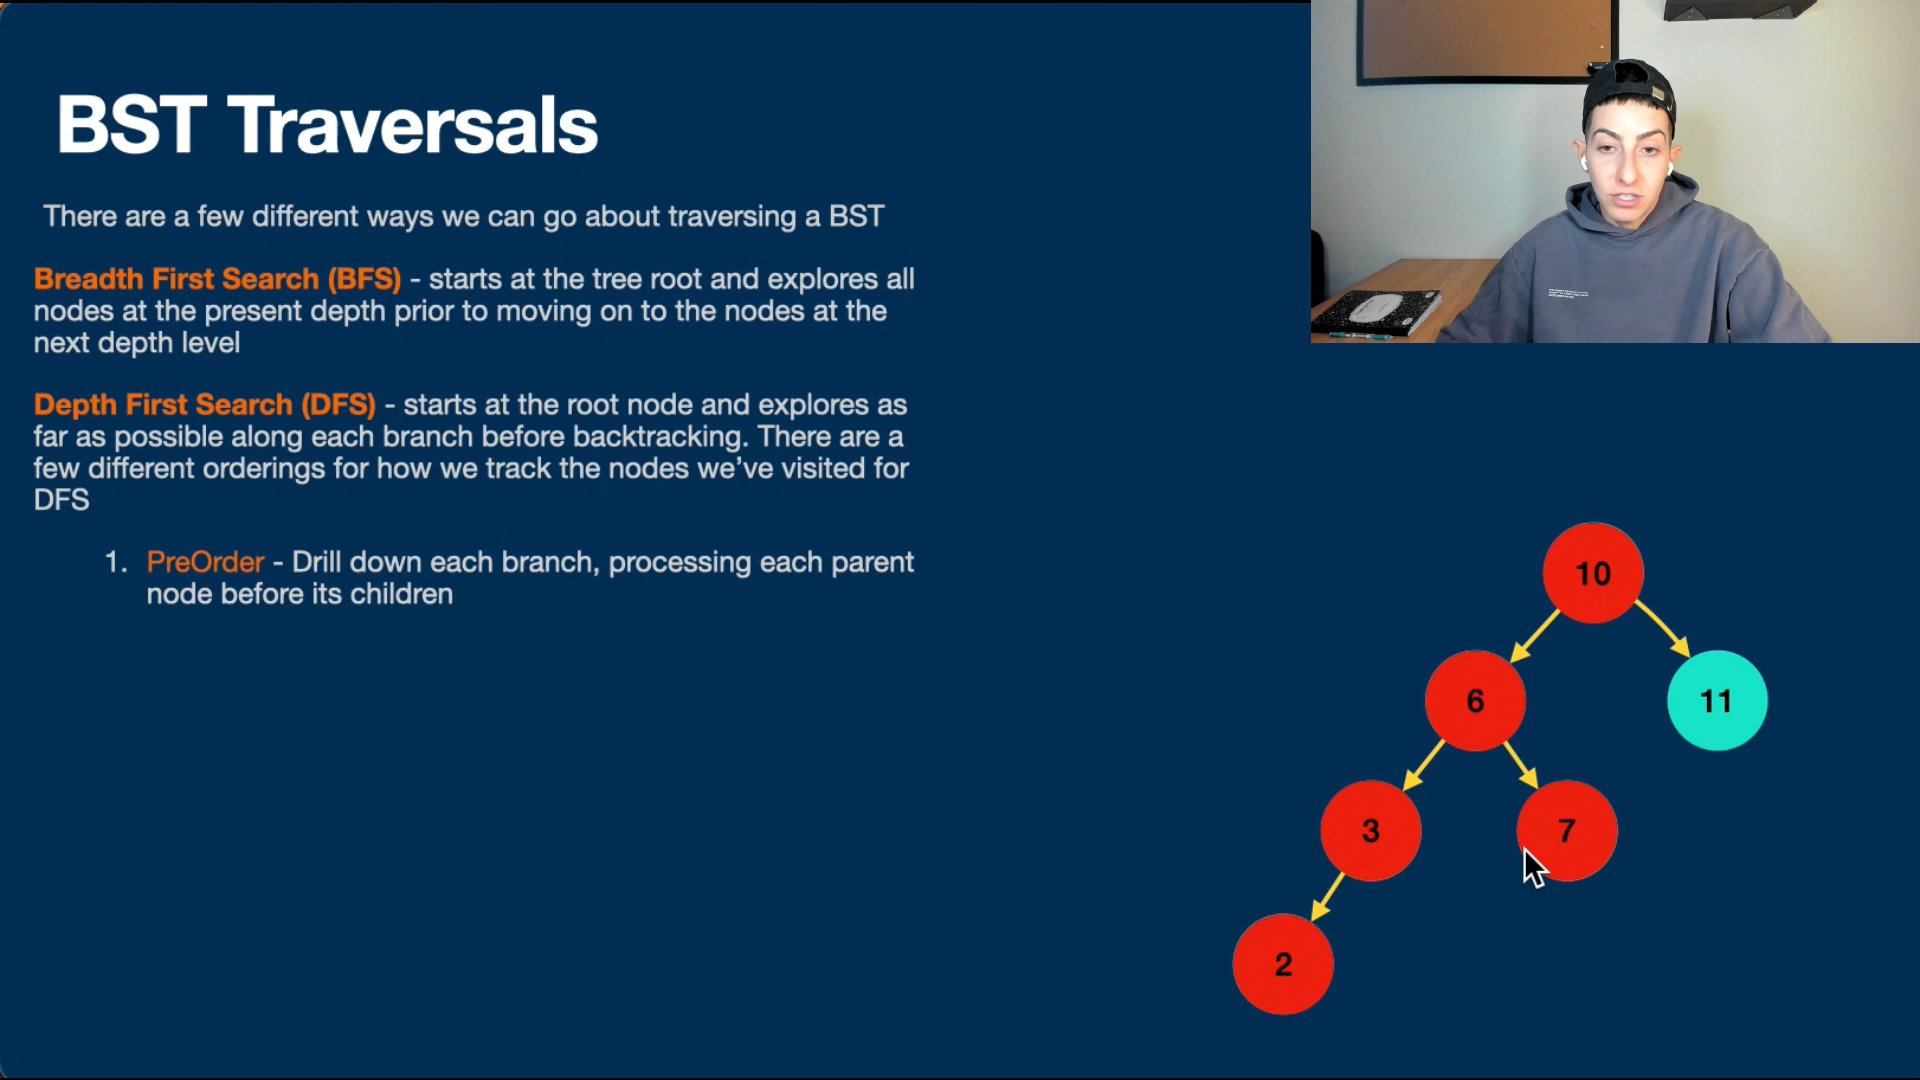 BST Traversals
There are a few different ways we can go about traversing a BST
Breadth First Search (BFS) - starts at the tree root and explores all
nodes at the present depth prior to moving on to the nodes at the
next depth level
Depth First Search (DFS) - starts at the root node and explores as
far as possible along each branch before backtracking. There are a
few different orderings for how we track the nodes we’ve visited for
DFS
1. PreOrder - Drill down each branch, processing each parent
node before its children
10
6
11
3
7
2